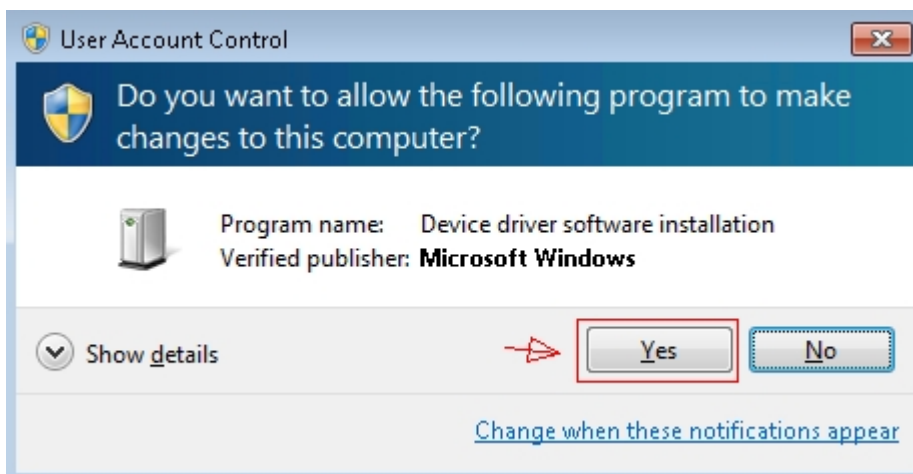 User Account Control
Do you want to allow the following program to make
changes to this computer?
Program name: Device driver software installation
Verified publisher: Microsoft Windows
Show details
Yes
No
Change when these notifications appear